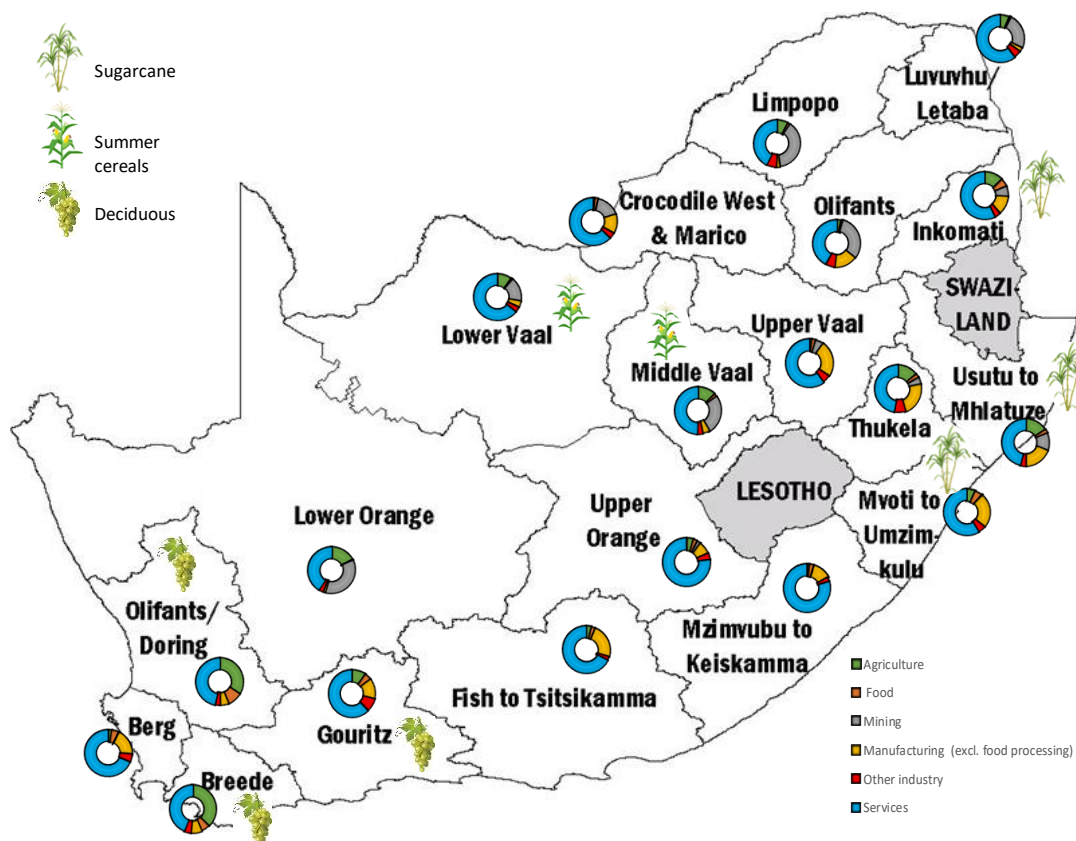 Sugarcane
Summer
cereals
Deciduous
Luvuvhu
Letaba
Limpopo
Crocodile West
& Marico
Olifants
Inkomati
SWAZI-
LAND
Lower Vaal
Upper Vaal
Middle Vaal
Usutu to
Mhlatuze
Thukela
LESOTHO
Mvoti to
Umzim-
kulu
Lower Orange
Upper
Orange
Olifants/
Doring
Mzimvubu to
Keiskamma
Fish to Tsitsikamma
Gouritz
Berg
Breede
Agriculture
Food
Mining
Manufacturing (excl. food processing)
Other industry
Services